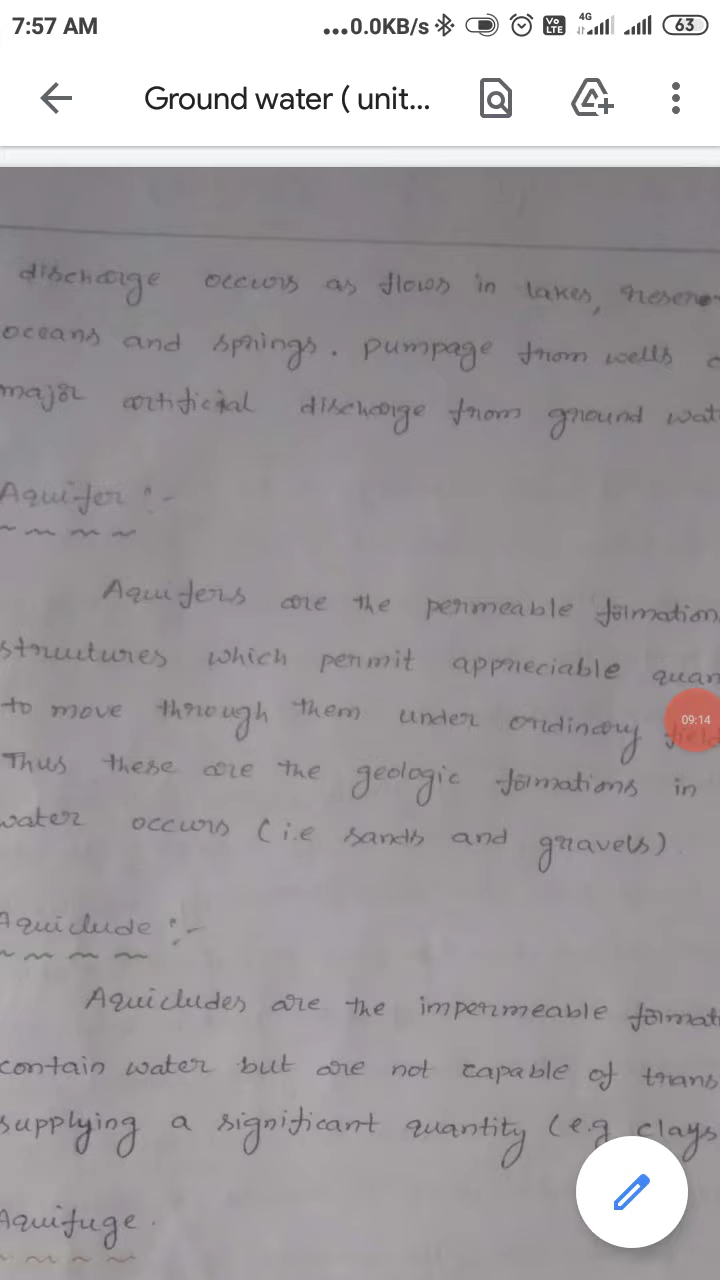 7:57 AM ...0.0KB/s Vo LTE 4G 63
Ground water ( unit...
discharge occurs as flows in lakes,
oceans and springs. pumpage from wells
major artificial discharge from ground wat
Aquifer :-
Aquifers are the permeable formation
structures which permit appreciable quan
to move through them under ordinary field
09:14
Thus these are the geologic formations in
water occurs (i.e sands and gravels)
Aquiclude :-
Aquicludes are the impermeable format
contain water but are not capable of trans
supplying a significant quantity (e.g clays
Aquifuge.